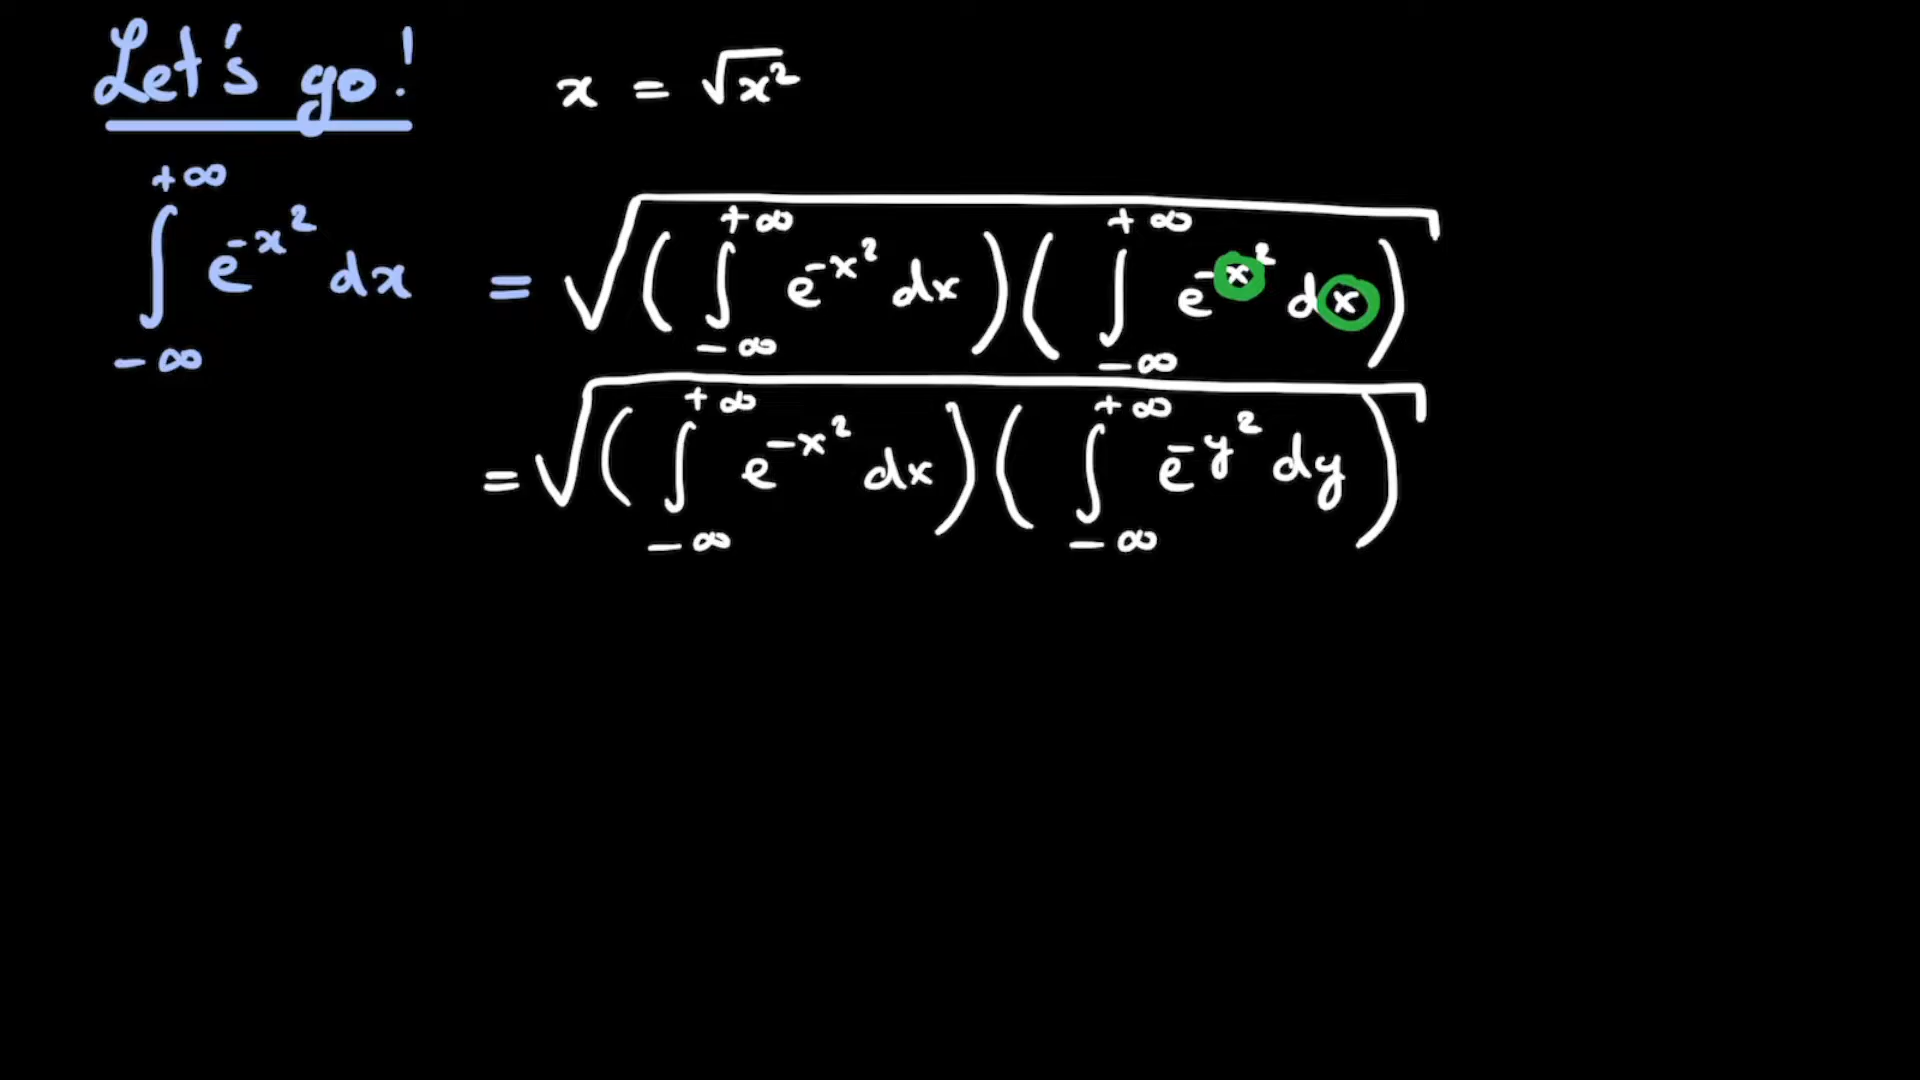 Let's go!
x = √x²
∫_{-∞}^{+∞} e^{-x²} dx = √(∫_{-∞}^{+∞} e^{-x²} dx)(∫_{-∞}^{+∞} e^{-x²} dx)
= √(∫_{-∞}^{+∞} e^{-x²} dx)(∫_{-∞}^{+∞} e^{-y²} dy)